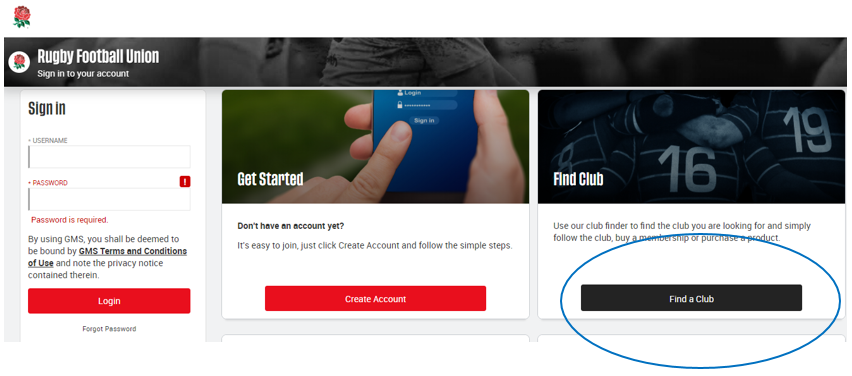 Rugby Football Union
Sign in to your account
Sign in
* USERNAME
* PASSWORD
!
Password is required.
By using GMS, you shall be deemed to
be bound by GMS Terms and Conditions
of Use and note the privacy notice
contained therein.
Login
Forgot Password
Login
••••••••••••
Sign in
Get Started
Don't have an account yet?
It's easy to join, just click Create Account and follow the simple steps.
Create Account
19
16
Find Club
Use our club finder to find the club you are looking for and simply
follow the club, buy a membership or purchase a product.
Find a Club